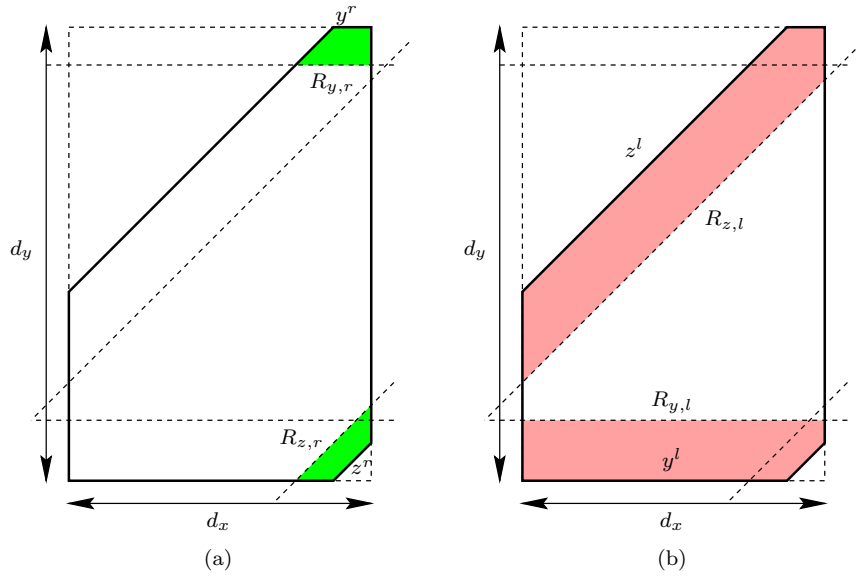 y^r
R_{y,r}
d_y
R_{z,r}
z^r
d_x
(a)
z^l
R_{z,l}
d_y
R_{y,l}
y^l
d_x
(b)